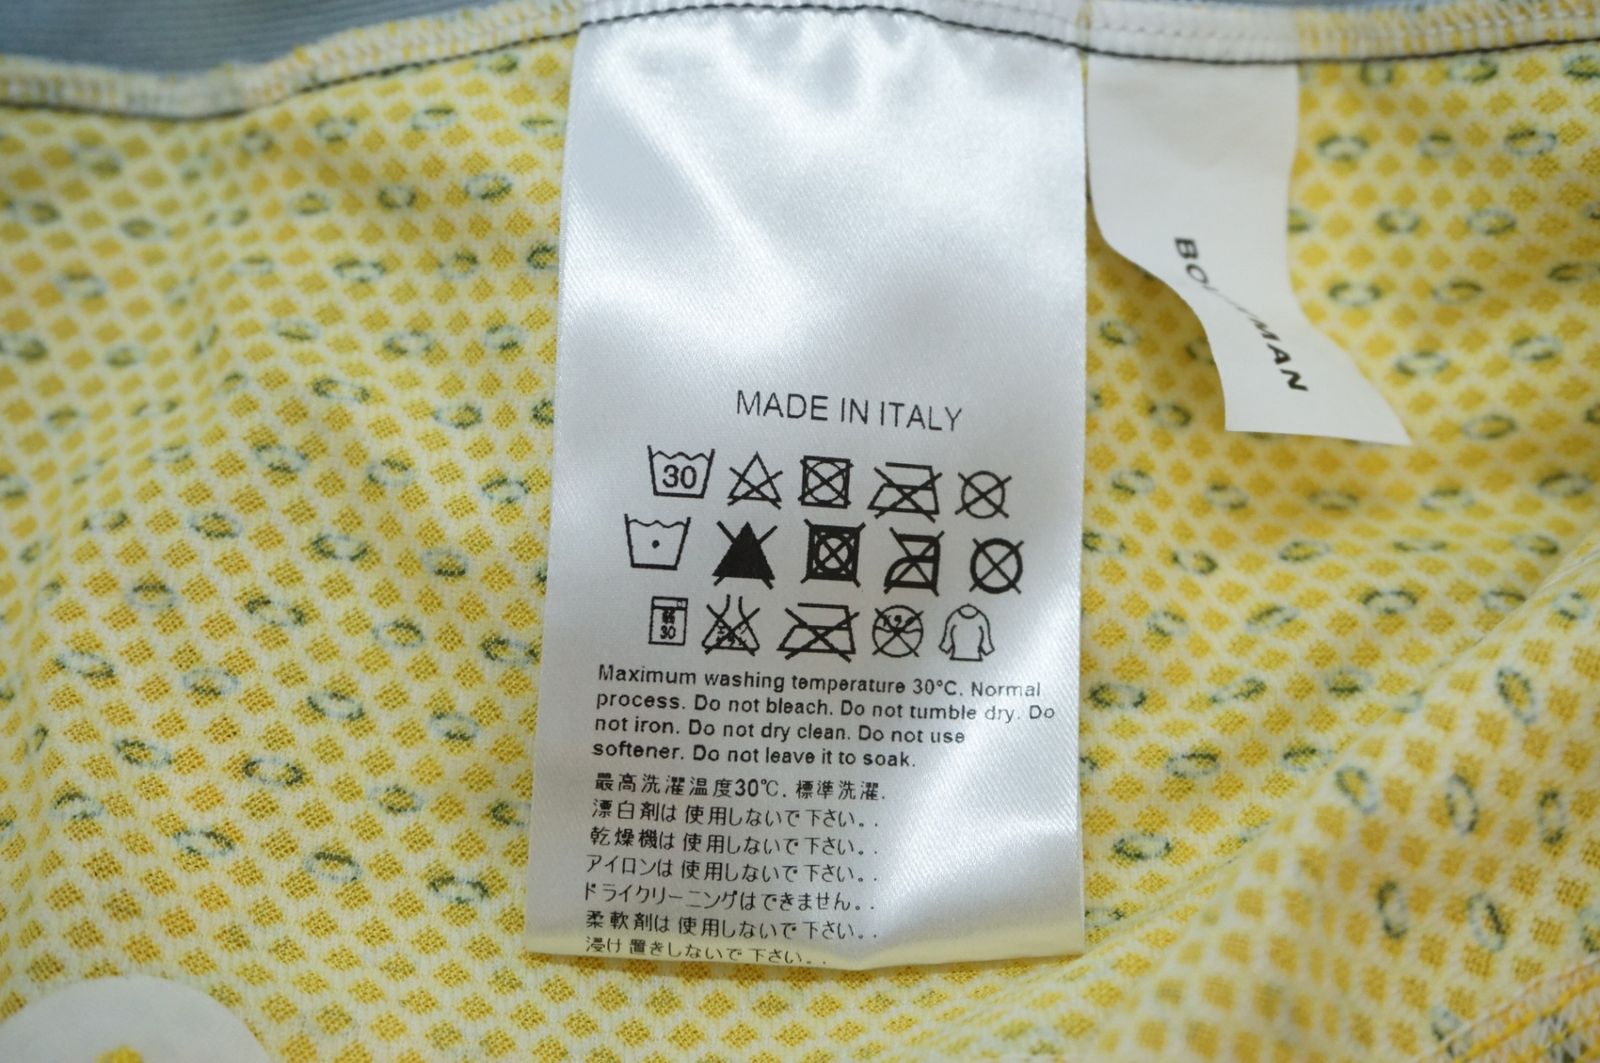 MADE IN ITALY
30
30
Maximum washing temperature 30°C. Normal
process. Do not bleach. Do not tumble dry. Do
not iron. Do not dry clean. Do not use
softener. Do not leave it to soak.
最高洗濯温度30℃. 標準洗濯.
漂白剤は 使用しないで下さい。.
乾燥機は 使用しないで下さい。.
アイロンは 使用しないで下さい。.
ドライクリーニングはできません。.
柔軟剤は 使用しないで下さい。.
浸け 置きしないで 下さい。.